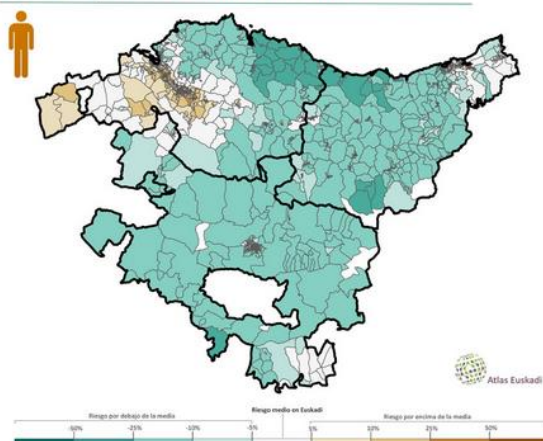 Atlas Euskadi
Riesgo por debajo de la media
Riesgo medio en Euskadi
Riesgo por encima de la media
-50% -25% -10% -5% 5% 10% 25% 50%